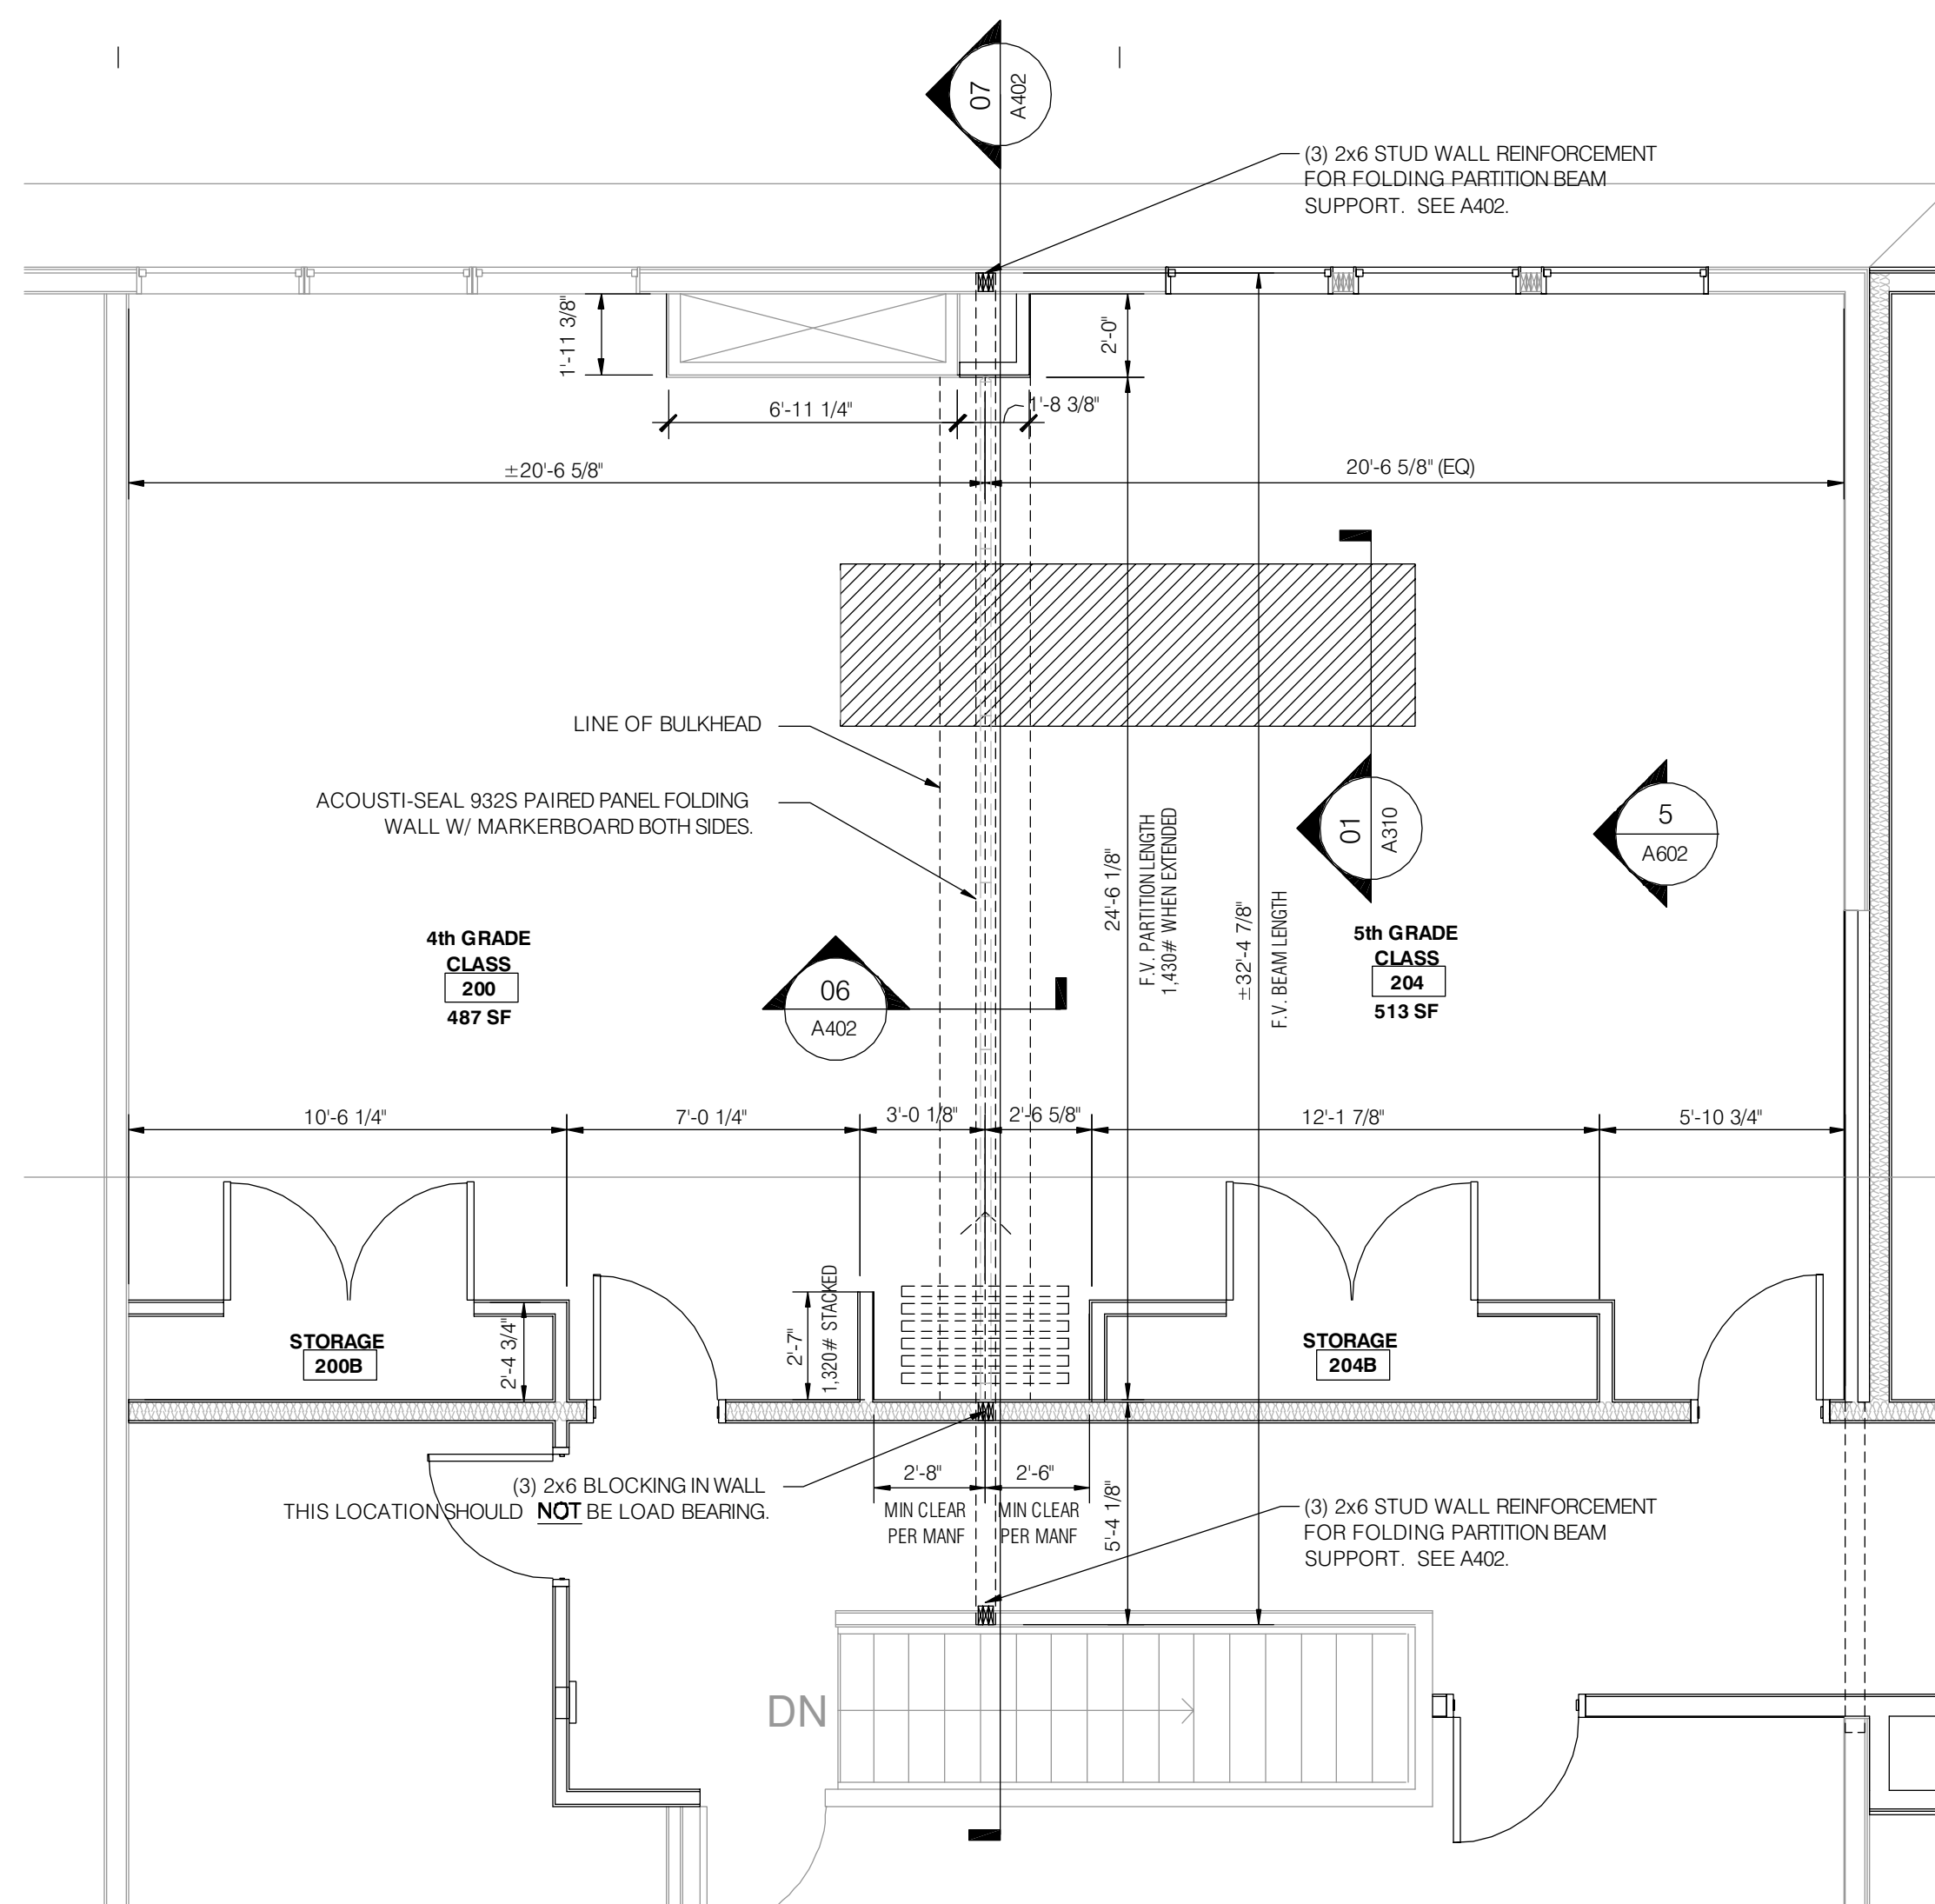 07
A402
(3) 2x6 STUD WALL REINFORCEMENT
FOR FOLDING PARTITION BEAM
SUPPORT. SEE A402.
1'-11 3/8"
2'-0"
6'-11 1/4"
1'-8 3/8"
±20'-6 5/8"
20'-6 5/8" (EQ)
LINE OF BULKHEAD
ACOUSTI-SEAL 932S PAIRED PANEL FOLDING
WALL W/ MARKERBOARD BOTH SIDES.
24'-6 1/8"
F.V. PARTITION LENGTH
1,430# WHEN EXTENDED
±32'-4 7/8"
F.V. BEAM LENGTH
01
A310
5
A602
4th GRADE
CLASS
200
487 SF
06
A402
5th GRADE
CLASS
204
513 SF
10'-6 1/4"
7'-0 1/4"
3'-0 1/8"
2'-6 5/8"
12'-1 7/8"
5'-10 3/4"
STORAGE
200B
2'-4 3/4"
2'-7"
1,320# STACKED
STORAGE
204B
(3) 2x6 BLOCKING IN WALL
THIS LOCATION SHOULD NOT BE LOAD BEARING.
2'-8"
MIN CLEAR
PER MANF
2'-6"
MIN CLEAR
PER MANF
5'-4 1/8"
(3) 2x6 STUD WALL REINFORCEMENT
FOR FOLDING PARTITION BEAM
SUPPORT. SEE A402.
DN